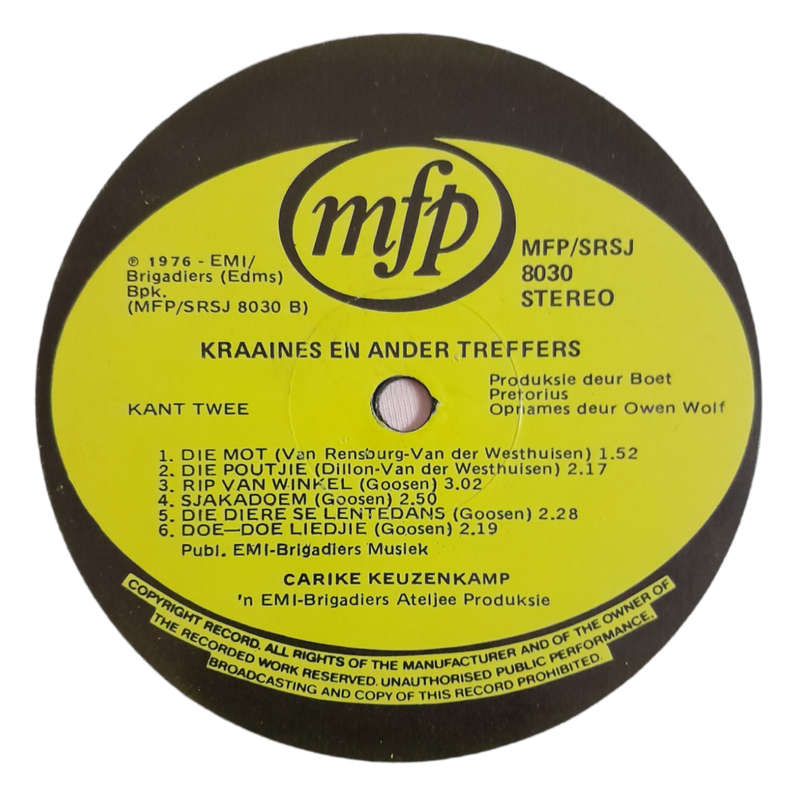 mfp
℗ 1976 - EMI/
Brigadiers (Edms)
Bpk.
(MFP/SRSJ 8030 B)
MFP/SRSJ
8030
STEREO
KRAAINES EN ANDER TREFFERS
KANT TWEE
Produksie deur Boet
Pretorius
Opnames deur Owen Wolf
1. DIE MOT (Van Rensburg-Van der Westhuisen) 1.52
2. DIE POUTJIE (Dillon-Van der Westhuisen) 2.17
3. RIP VAN WINKEL (Goosen) 3.02
4. SJAKADOEM (Goosen) 2.50
5. DIE DIERE SE LENTEDANS (Goosen) 2.28
6. DOE—DOE LIEDJIE (Goosen) 2.19
Publ. EMI-Brigadiers Musiek
CARIKE KEUZENKAMP
'n EMI-Brigadiers Ateljee Produksie
COPYRIGHT RECORD. ALL RIGHTS OF THE MANUFACTURER AND OF THE OWNER OF
THE RECORDED WORK RESERVED. UNAUTHORISED PUBLIC PERFORMANCE,
BROADCASTING AND COPY OF THIS RECORD PROHIBITED.